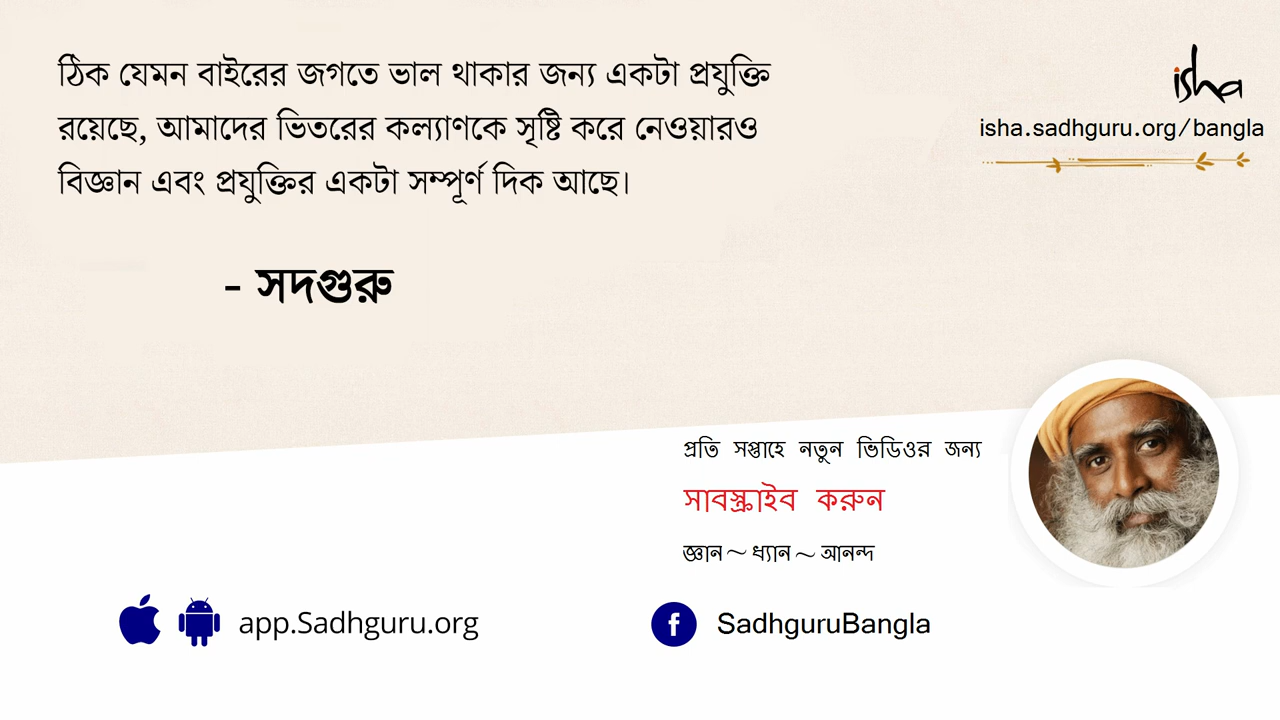 ঠিক যেমন বাইরের জগতে ভাল থাকার জন্য একটা প্রযুক্তি
রয়েছে, আমাদের ভিতরের কল্যাণকে সৃষ্টি করে নেওয়ারও
বিজ্ঞান এবং প্রযুক্তির একটা সম্পূর্ণ দিক আছে।
- সদগুরু
isha
isha.sadhguru.org/bangla
প্রতি সপ্তাহে নতুন ভিডিওর জন্য
সাবস্ক্রাইব করুন
জ্ঞান ~ ধ্যান ~ আনন্দ
app.Sadhguru.org
f SadhguruBangla